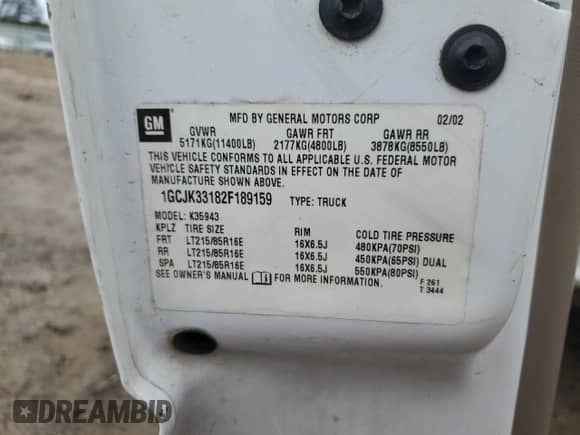 GM
MFD BY GENERAL MOTORS CORP 02/02
GVWR GAWR FRT GAWR RR
5171KG(11400LB) 2177KG(4800LB) 3878KG(8550LB)
THIS VEHICLE CONFORMS TO ALL APPLICABLE U.S. FEDERAL MOTOR
VEHICLE SAFETY STANDARDS IN EFFECT ON THE DATE OF
MANUFACTURE SHOWN ABOVE.
1GCJK33182F189159 TYPE: TRUCK
MODEL: K35943
KPLZ TIRE SIZE RIM COLD TIRE PRESSURE
FRT LT215/85R16E 16X6.5J 480KPA(70PSI)
RR LT215/85R16E 16X6.5J 450KPA(65PSI) DUAL
SPA LT215/85R16E 16X6.5J 550KPA(80PSI)
SEE OWNER'S MANUAL FOR MORE INFORMATION.
F 261
T 3444
DREAMBID